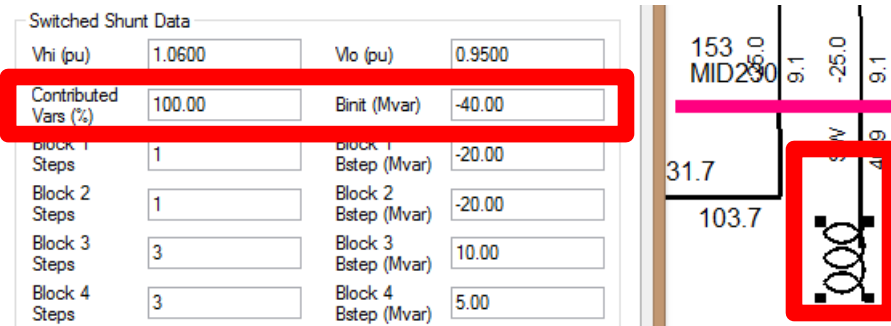 Switched Shunt Data
Vhi (pu) 1.0600 Vlo (pu) 0.9500
Contributed Vars (%) 100.00 Binit (Mvar) -40.00
Block 1 Steps 1 Block 1 Bstep (Mvar) -20.00
Block 2 Steps 1 Block 2 Bstep (Mvar) -20.00
Block 3 Steps 3 Block 3 Bstep (Mvar) 10.00
Block 4 Steps 3 Block 4 Bstep (Mvar) 5.00
153
MID230
9.1
-25.0
9.1
SW
31.7
103.7